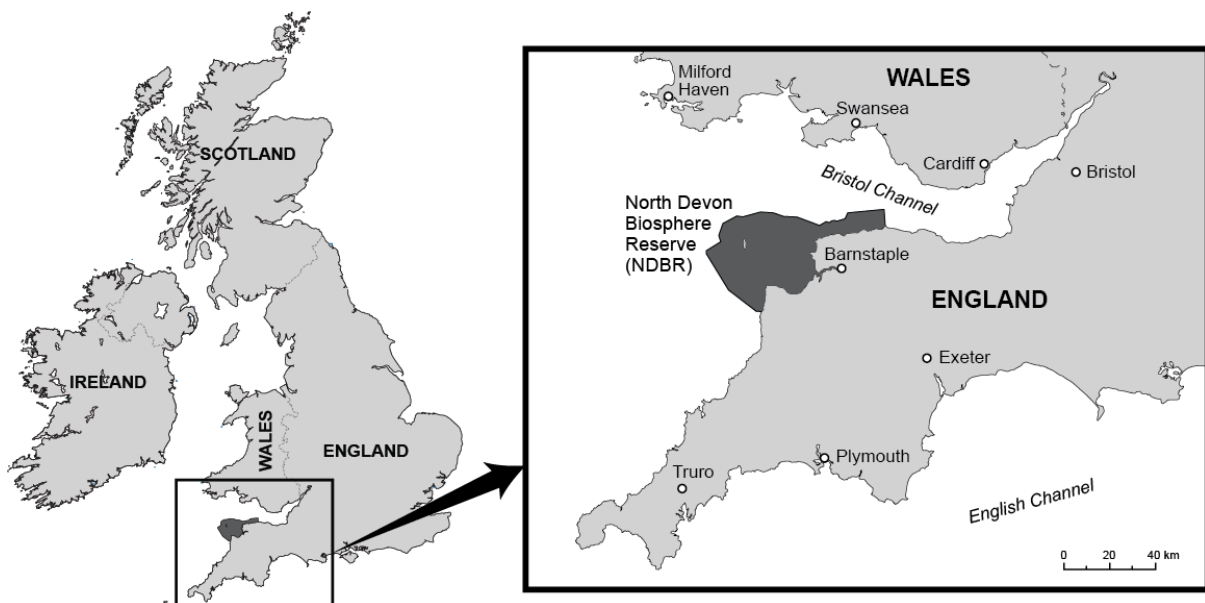 SCOTLAND
IRELAND
WALES
ENGLAND
Milford
Haven
WALES
Swansea
Cardiff
Bristol
Bristol Channel
North Devon
Biosphere
Reserve
(NDBR)
Barnstaple
ENGLAND
Exeter
Plymouth
Truro
English Channel
0 20 40 km